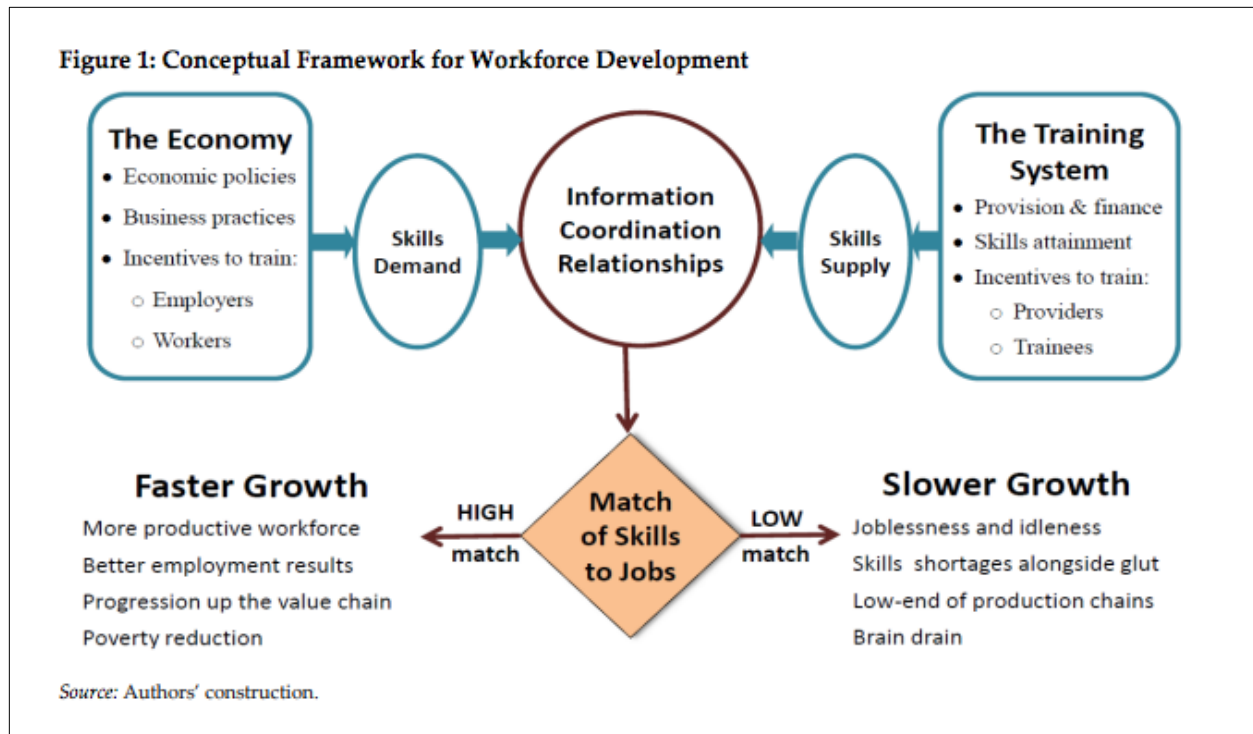 Figure 1: Conceptual Framework for Workforce Development
The Economy
• Economic policies
• Business practices
• Incentives to train:
○ Employers
○ Workers
Skills
Demand
Information
Coordination
Relationships
Skills
Supply
The Training
System
• Provision & finance
• Skills attainment
• Incentives to train:
○ Providers
○ Trainees
Match
of Skills
to Jobs
HIGH
match
LOW
match
Faster Growth
More productive workforce
Better employment results
Progression up the value chain
Poverty reduction
Slower Growth
Joblessness and idleness
Skills shortages alongside glut
Low-end of production chains
Brain drain
Source: Authors' construction.